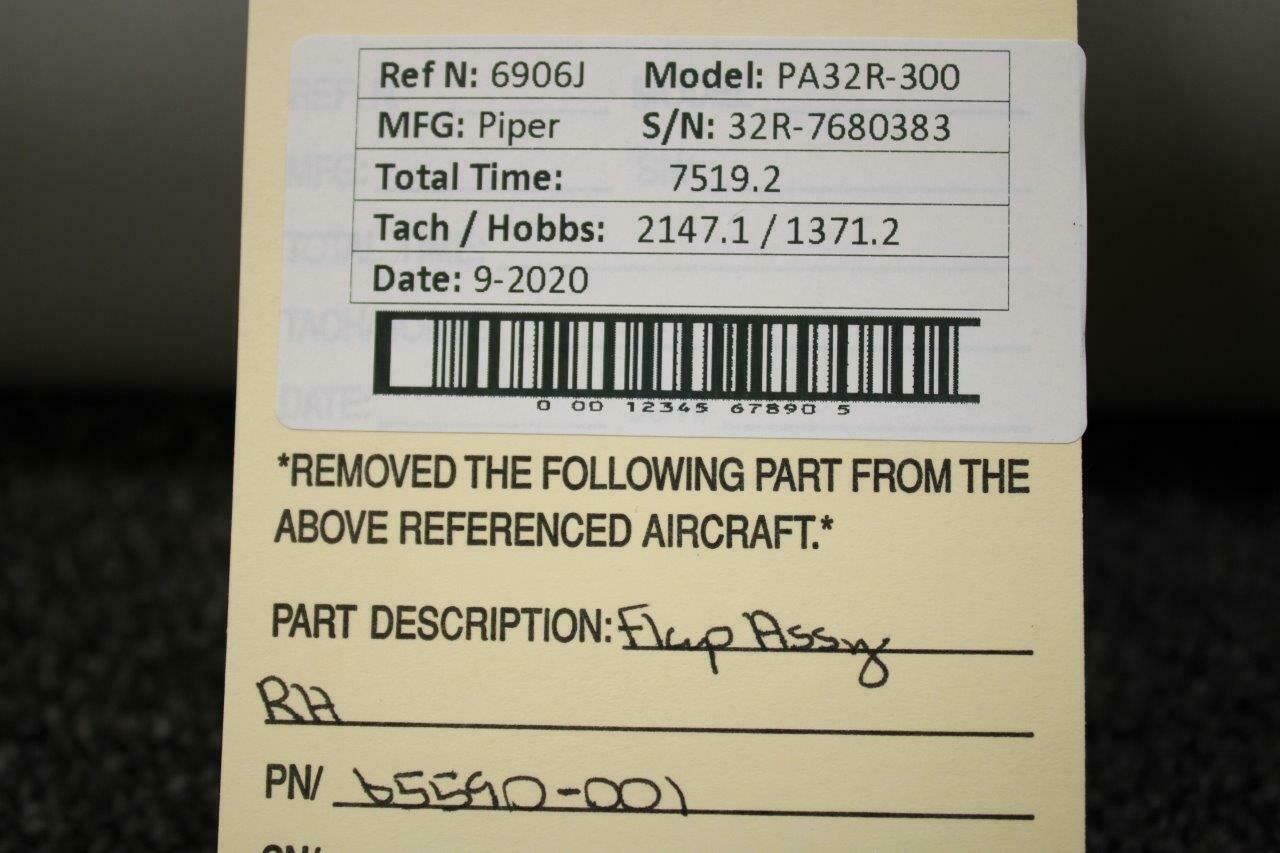 Ref N: 6906J Model: PA32R-300
MFG: Piper S/N: 32R-7680383
Total Time: 7519.2
Tach / Hobbs: 2147.1 / 1371.2
Date: 9-2020
0 00 12345 67890 5
*REMOVED THE FOLLOWING PART FROM THE
ABOVE REFERENCED AIRCRAFT.*
PART DESCRIPTION: Flap Assy
RH
PN/ 65590-001